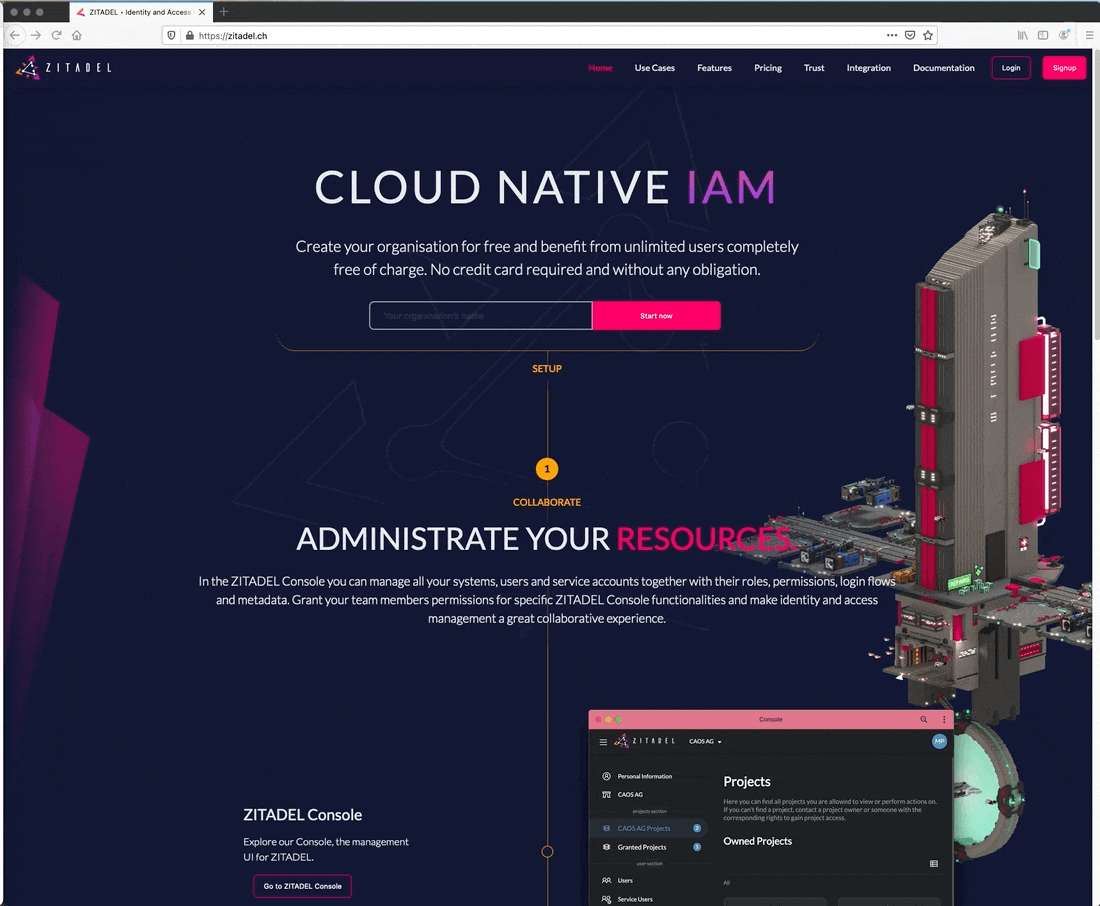 ZITADEL • Identity and Access
https://zitadel.ch
ZITADEL
Home
Use Cases
Features
Pricing
Trust
Integration
Documentation
Login
Signup
CLOUD NATIVE IAM
Create your organisation for free and benefit from unlimited users completely
free of charge. No credit card required and without any obligation.
Your organisation's name
Start now
SETUP
1
COLLABORATE
ADMINISTRATE YOUR RESOURCES.
In the ZITADEL Console you can manage all your systems, users and service accounts together with their roles, permissions, login flows
and metadata. Grant your team members permissions for specific ZITADEL Console functionalities and make identity and access
management a great collaborative experience.
ZITADEL Console
Explore our Console, the management
UI for ZITADEL.
Go to ZITADEL Console
Console
ZITADEL
CAOS AG
MP
Personal Information
CAOS AG
projects section
CAOS AG Projects
Granted Projects
user section
Users
Service Users
Projects
Here you can find all projects you are allowed to view or perform actions on.
If you can't find a project, contact a project owner or someone with the
corresponding rights to gain project access.
Owned Projects
All